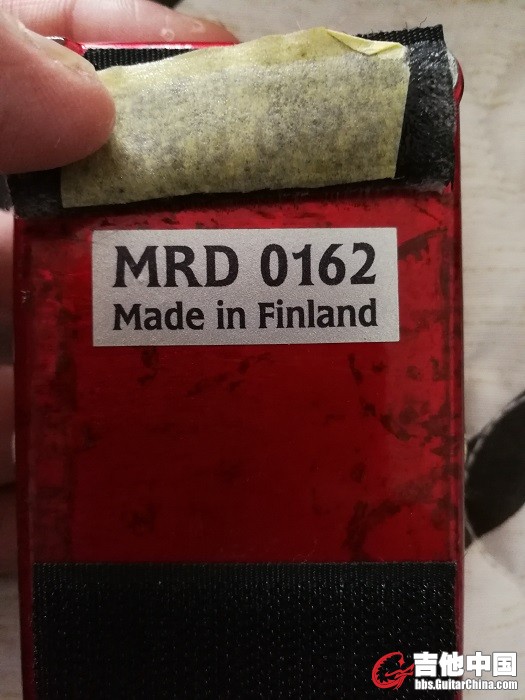 MRD 0162
Made in Finland
吉他中国
bbs.GuitarChina.com